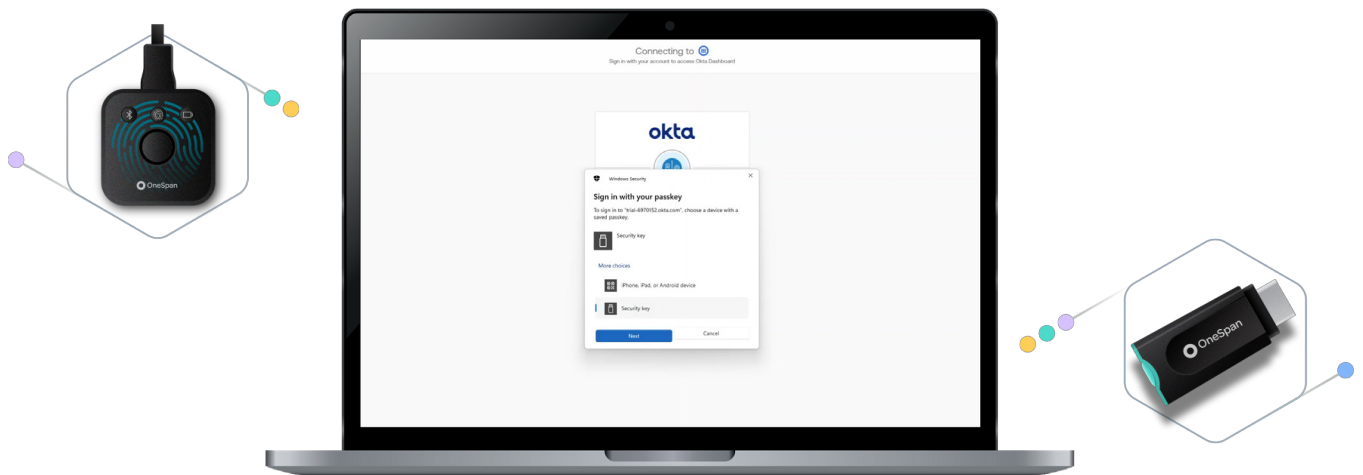 OneSpan
Connecting to
Sign in with your account to access Okta Dashboard
okta
Windows Security
Sign in with your passkey
To sign in to "trial-6970152.okta.com", choose a device with a
saved passkey.
Security key
More choices
iPhone, iPad, or Android device
Security key
Next
Cancel
OneSpan